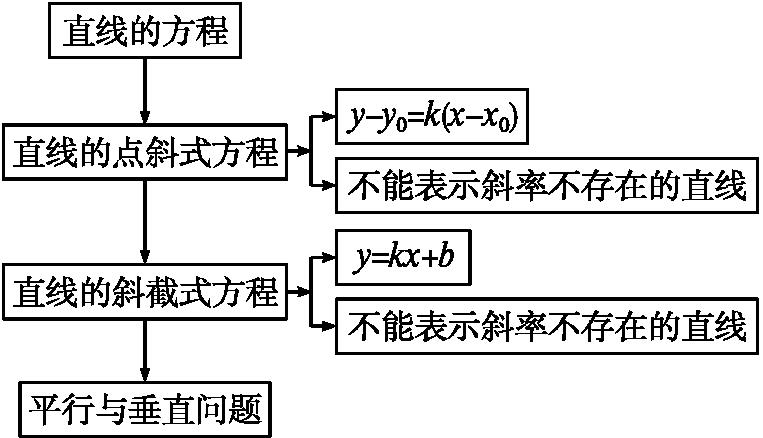 直线的方程
直线的点斜式方程
y−y₀=k(x−x₀)
不能表示斜率不存在的直线
直线的斜截式方程
y=kx+b
不能表示斜率不存在的直线
平行与垂直问题